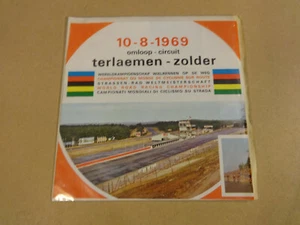 10-8-1969
omloop - circuit
terlaemen - zolder
WERELDKAMPIOENSCHAP WIELRENNEN OP DE WEG
CHAMPIONNAT DU MONDE DE CYCLISME SUR ROUTE
STRASSEN-RAD WELTMEISTERSCHAFT
WORLD ROAD RACING CHAMPIONSHIP
CAMPIONATI MONDIALI DI CICLISMO SU STRADA